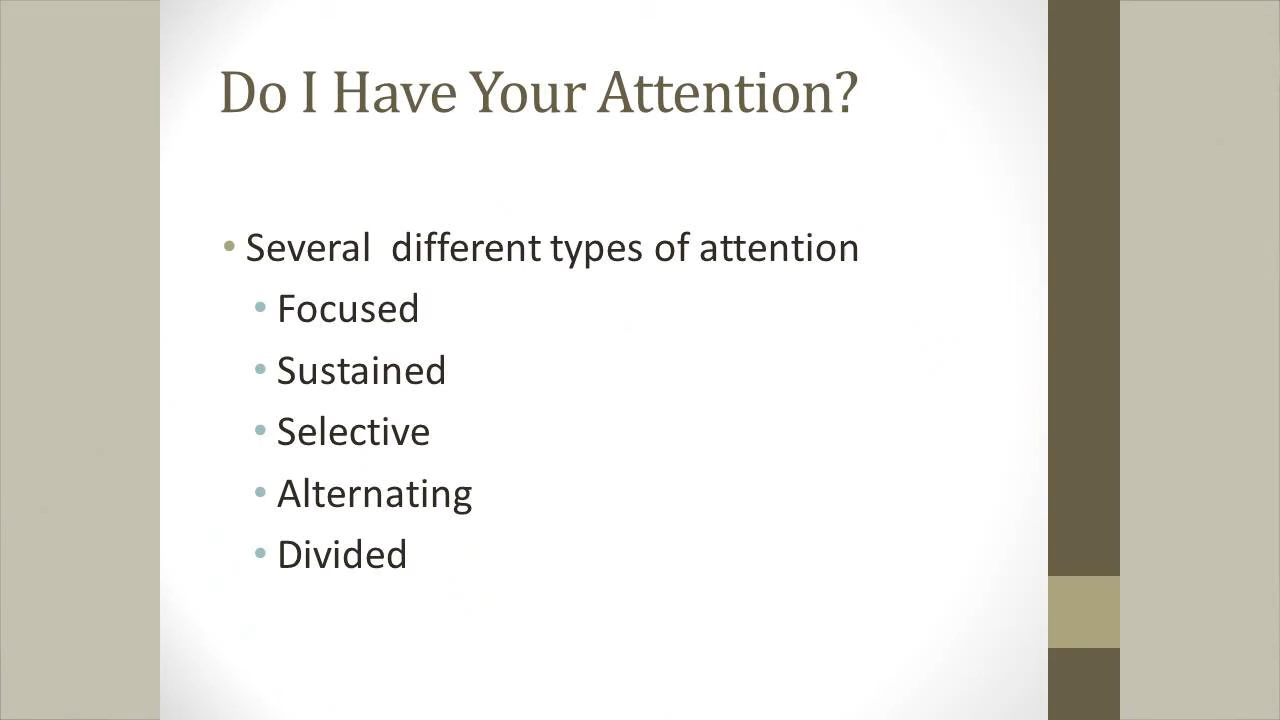 Do I Have Your Attention?
• Several  different types of attention
• Focused
• Sustained
• Selective
• Alternating
• Divided